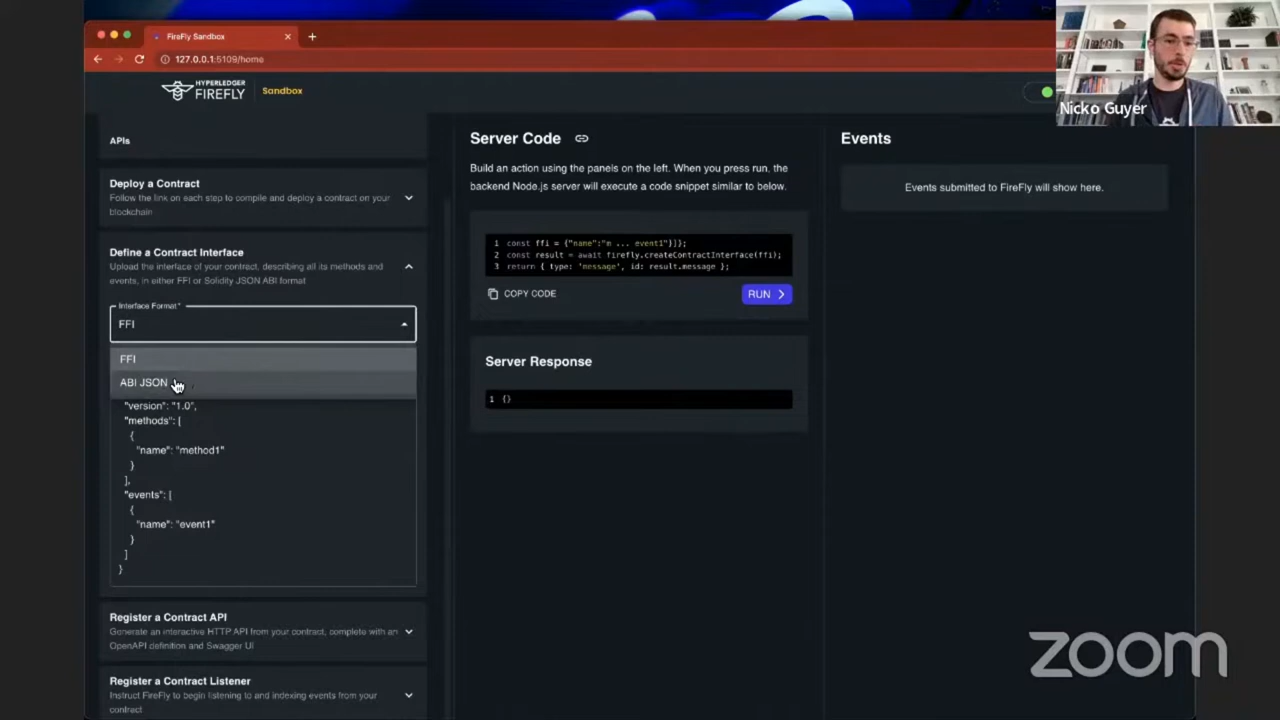 FireFly Sandbox
127.0.0.1:5109/home
HYPERLEDGER
FIREFLY
Sandbox
Nicko Guyer
APIs
Deploy a Contract
Follow the link on each step to compile and deploy a contract on your
blockchain
Define a Contract Interface
Upload the interface of your contract, describing all its methods and
events, in either FFI or Solidity JSON ABI format
Interface Format*
FFI
FFI
ABI JSON
"version": "1.0",
"methods": [
{
"name": "method1"
}
],
"events": [
{
"name": "event1"
}
]
}
Register a Contract API
Generate an interactive HTTP API from your contract, complete with an
OpenAPI definition and Swagger UI
Register a Contract Listener
Instruct FireFly to begin listening to and indexing events from your
contract
Server Code
Build an action using the panels on the left. When you press run, the
backend Node.js server will execute a code snippet similar to below.
1 const ffi = {"name":"m ... event1"}]};
2 const result = await firefly.createContractInterface(ffi);
3 return { type: 'message', id: result.message };
COPY CODE
RUN
Server Response
1 {}
Events
Events submitted to FireFly will show here.
zoom